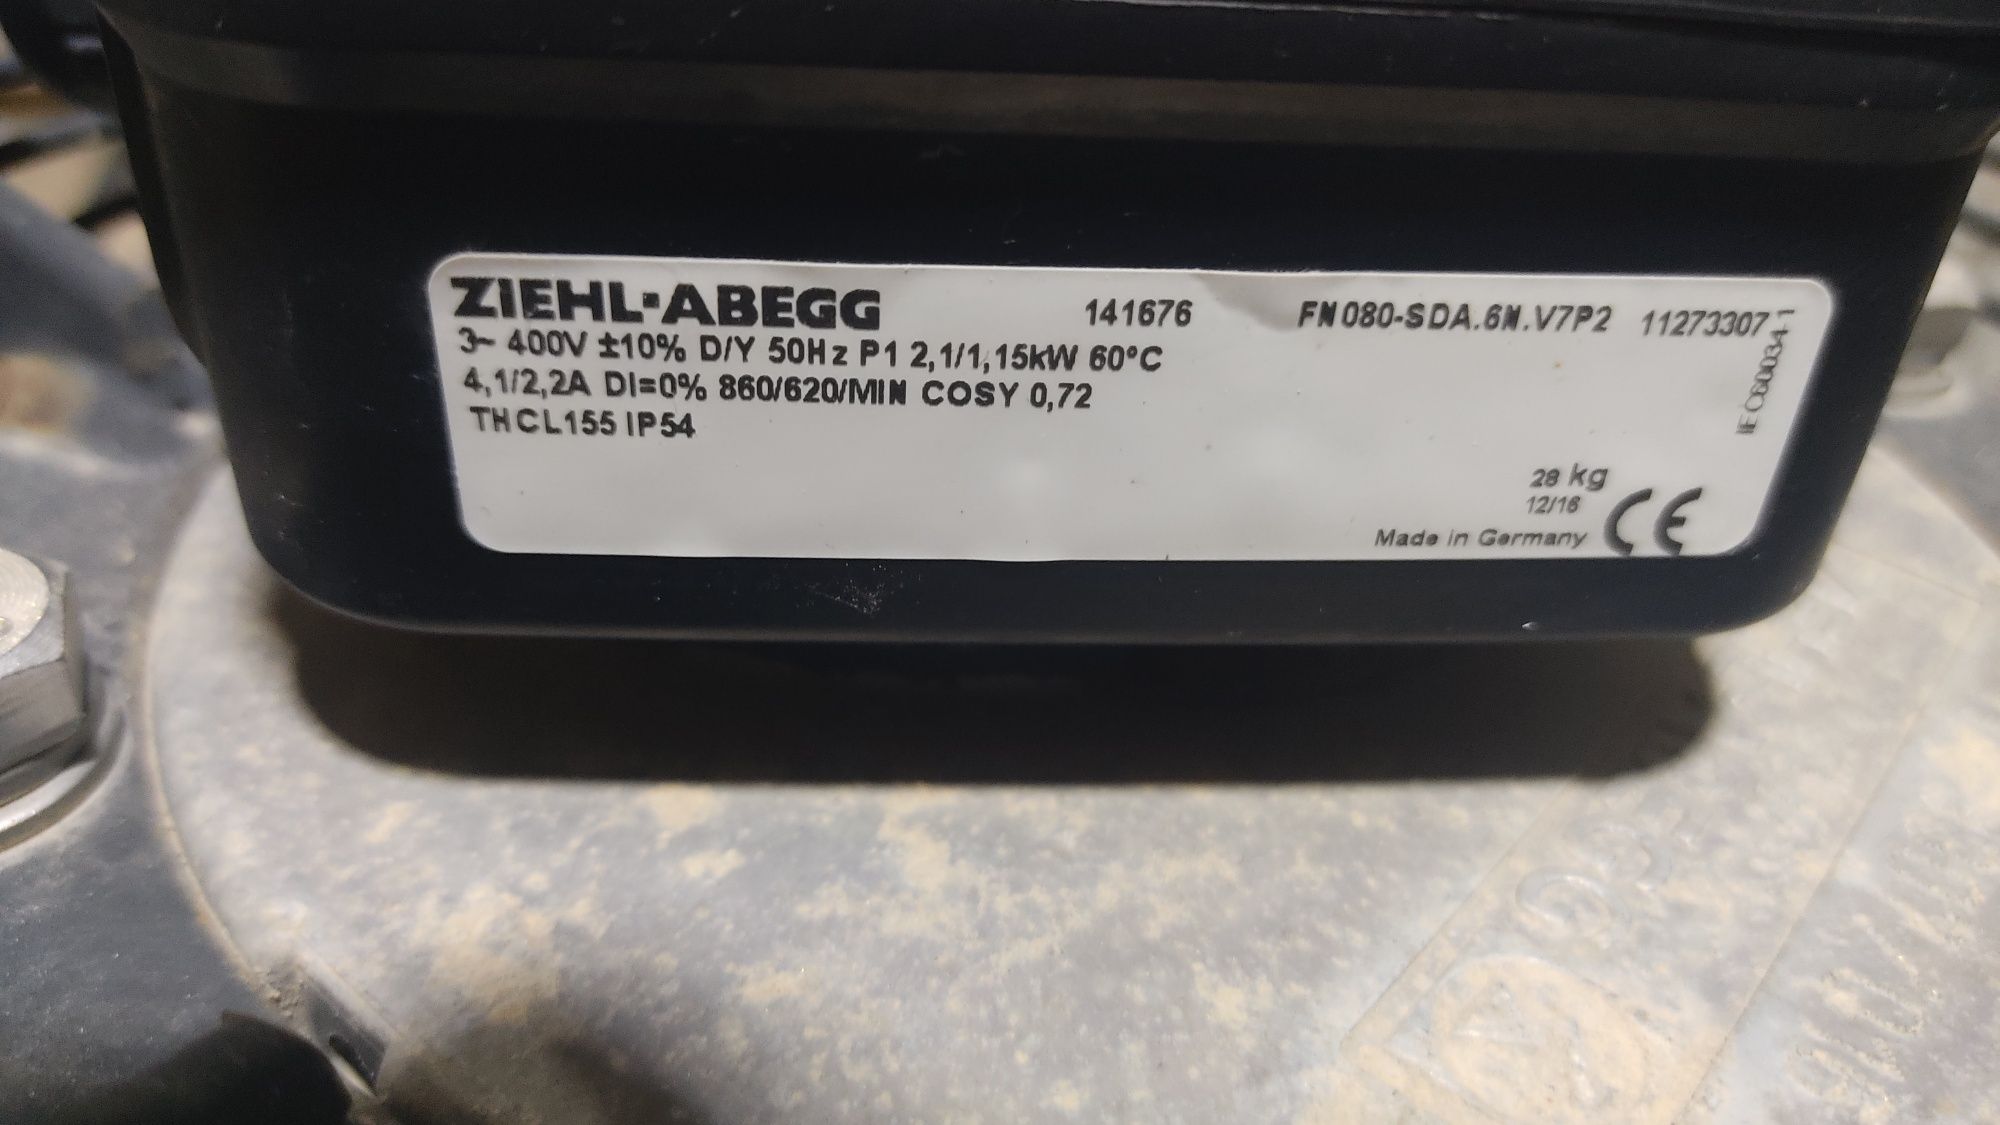 ZIEHL-ABEGG 141676 FN080-SDA.6N.V7P2 11273307
3~ 400V ±10% D/Y 50Hz P1 2,1/1,15kW 60°C
4,1/2,2A DI=0% 860/620/MIN COSY 0,72
THCL155 IP54
IEC60034-1
28 kg
12/16
Made in Germany CE